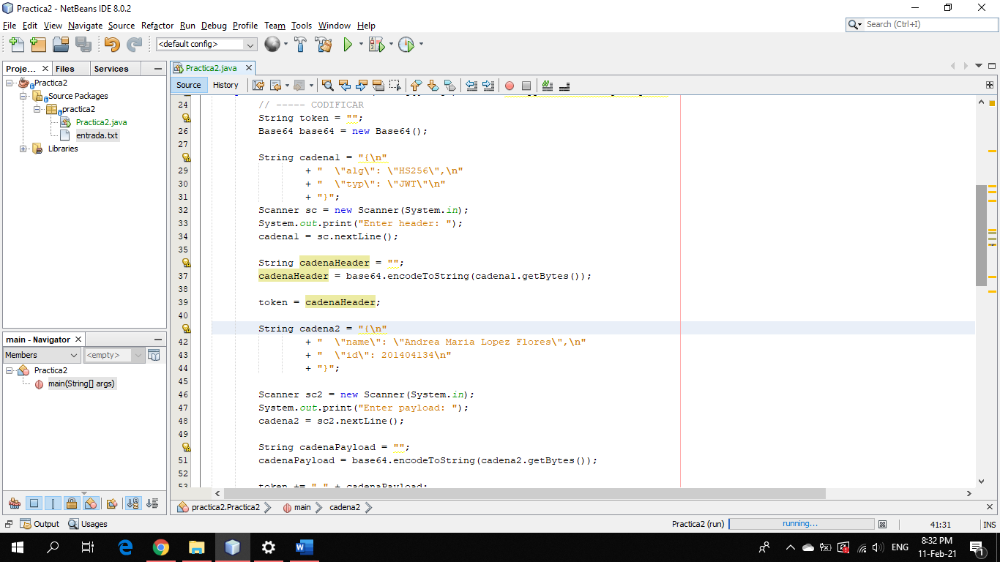 Practica2 - NetBeans IDE 8.0.2
File Edit View Navigate Source Refactor Run Debug Profile Team Tools Window Help
Search (Ctrl+I)
<default config>
Proje... Files Services
Practica2
Source Packages
practica2
Practica2.java
entrada.txt
Libraries
main - Navigator
Members <empty>
Practica2
main(String[] args)
Practica2.java
Source History
24 // ----- CODIFICAR
String token = "";
26 Base64 base64 = new Base64();
27
String cadena1 = "{\n"
29 + "  \"alg\": \"HS256\",\n"
30 + "  \"typ\": \"JWT\"\n"
31 + "}";
32 Scanner sc = new Scanner(System.in);
33 System.out.print("Enter header: ");
34 cadena1 = sc.nextLine();
35
String cadenaHeader = "";
37 cadenaHeader = base64.encodeToString(cadena1.getBytes());
38
39 token = cadenaHeader;
40
String cadena2 = "{\n"
42 + "  \"name\": \"Andrea Maria Lopez Flores\",\n"
43 + "  \"id\": 201404134\n"
44 + "}";
45
46 Scanner sc2 = new Scanner(System.in);
47 System.out.print("Enter payload: ");
48 cadena2 = sc2.nextLine();
49
String cadenaPayload = "";
51 cadenaPayload = base64.encodeToString(cadena2.getBytes());
52
53 token += "." + cadenaPayload;
practica2.Practica2 main cadena2
Output Usages
Practica2 (run) running... 41:31 INS
ENG
8:32 PM
11-Feb-21
1